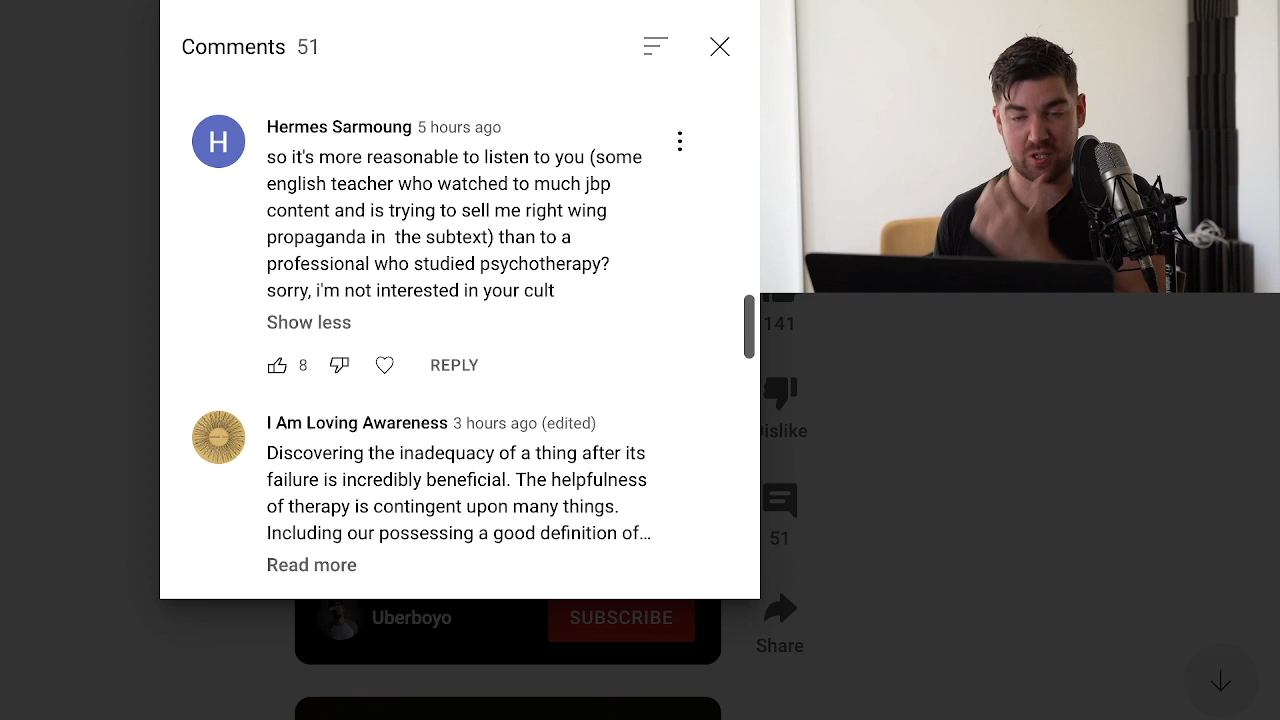 Comments 51
H
Hermes Sarmoung 5 hours ago
so it's more reasonable to listen to you (some
english teacher who watched to much jbp
content and is trying to sell me right wing
propaganda in  the subtext) than to a
professional who studied psychotherapy?
sorry, i'm not interested in your cult
Show less
8
REPLY
I Am Loving Awareness 3 hours ago (edited)
Discovering the inadequacy of a thing after its
failure is incredibly beneficial. The helpfulness
of therapy is contingent upon many things.
Including our possessing a good definition of…
Read more
141
Dislike
51
Share
Uberboyo
SUBSCRIBE